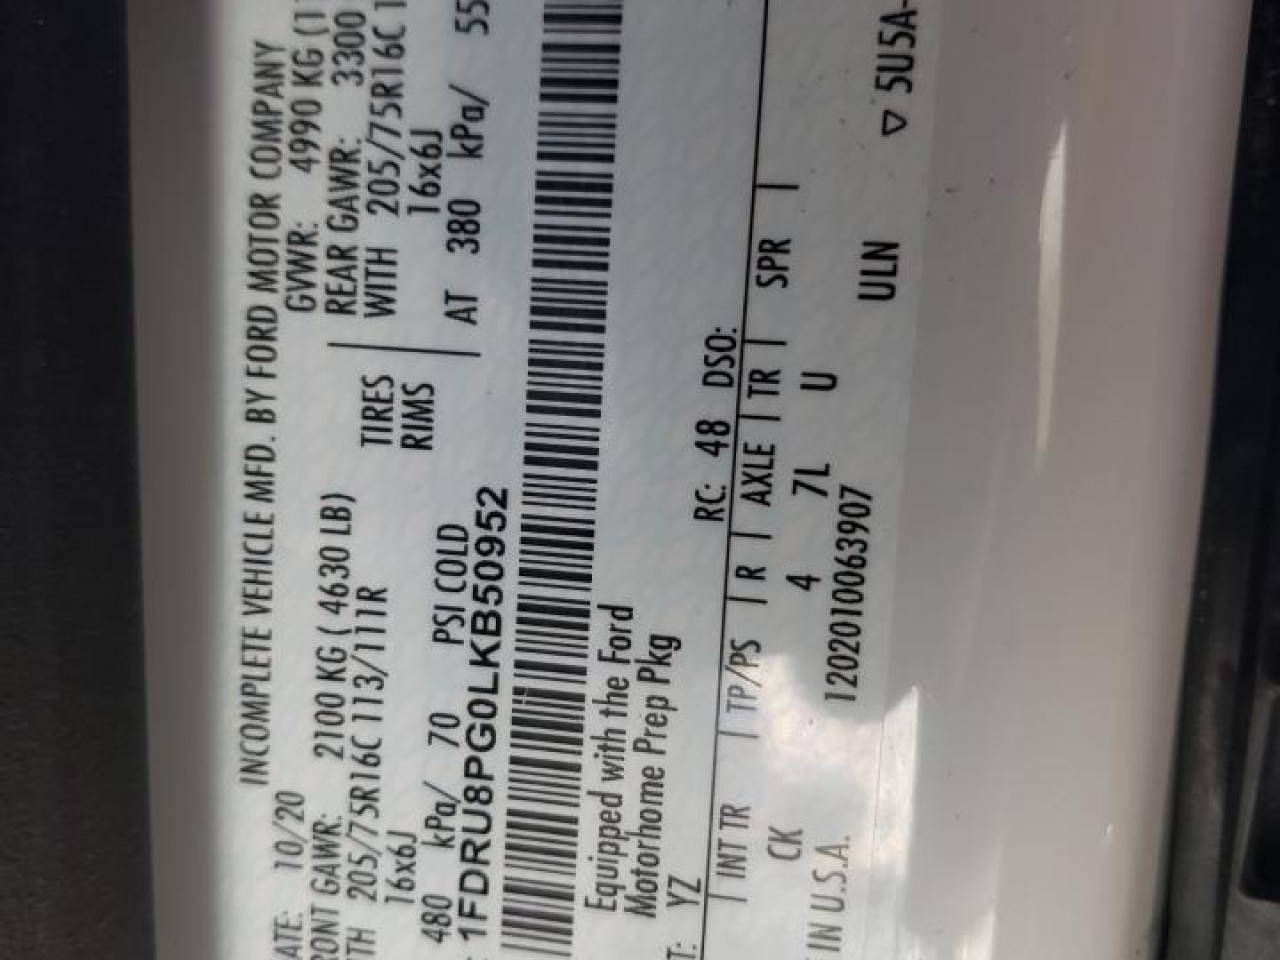 INCOMPLETE VEHICLE MFD. BY FORD MOTOR COMPANY
ATE: 10/20 GVWR: 4990 KG (1
RONT GAWR: 2100 KG ( 4630 LB) REAR GAWR: 3300
TH 205/75R16C 113/111R TIRES WITH 205/75R16C 1
16x6J RIMS 16x6J
480 kPa/ 70 PSI COLD AT 380 kPa/ 55
: 1FDRU8PG0LKB50952
Equipped with the Ford
Motorhome Prep Pkg
T: YZ RC: 48 DSO:
INT TR TP/PS R AXLE TR SPR
CK 4 7L U
IN U.S.A. 1202010063907 ULN
▽ 5U5A-